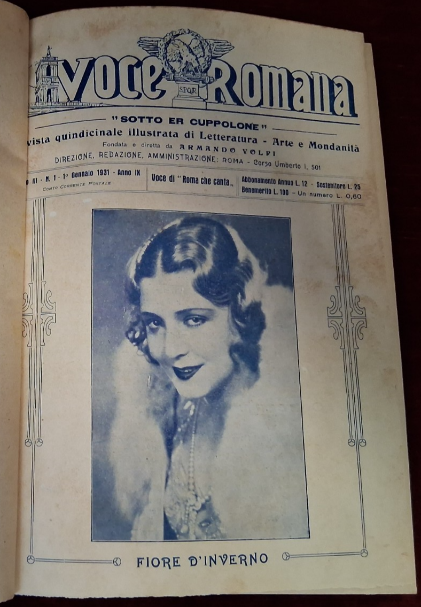 VOCE ROMANA
SPQR
"SOTTO ER CUPPOLONE"
vista quindicinale illustrata di Letteratura - Arte e Mondanità
Fondata e diretta da ARMANDO VOLPI
DIREZIONE, REDAZIONE, AMMINISTRAZIONE: ROMA - Corso Umberto I, 501
III - N. 1 - 1° Gennaio 1931 - Anno IX
CONTO CORRENTE POSTALE
Voce di "Roma che canta„
Abbonamento Annuo L. 12 - Sostenitore L. 25
Benemerito L. 100 - Un numero L. 0,60
FIORE D'INVERNO